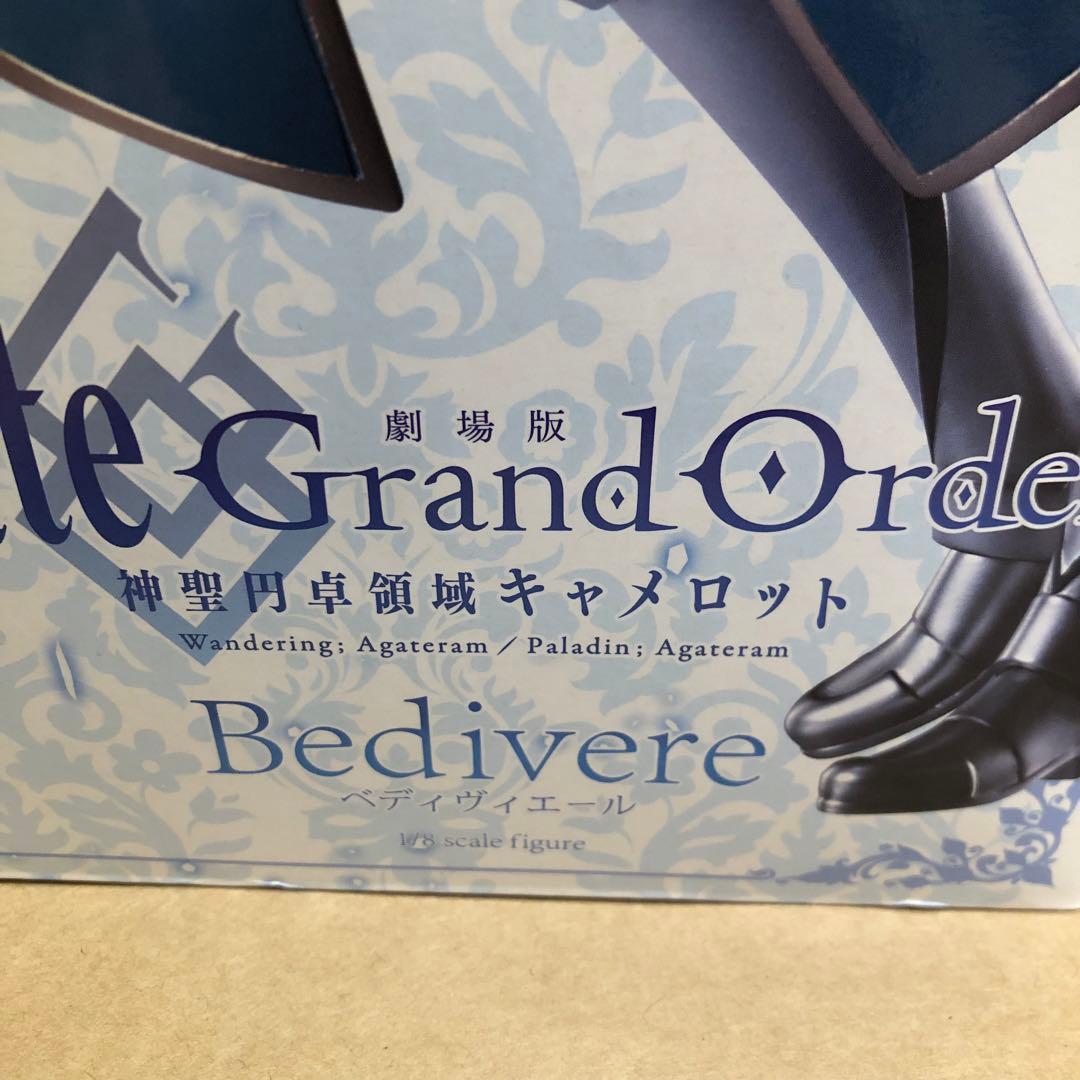 劇場版
te Grand Order
神聖円卓領域キャメロット
Wandering; Agateram / Paladin; Agateram
Bedivere
ベディヴィエール
1/8 scale figure